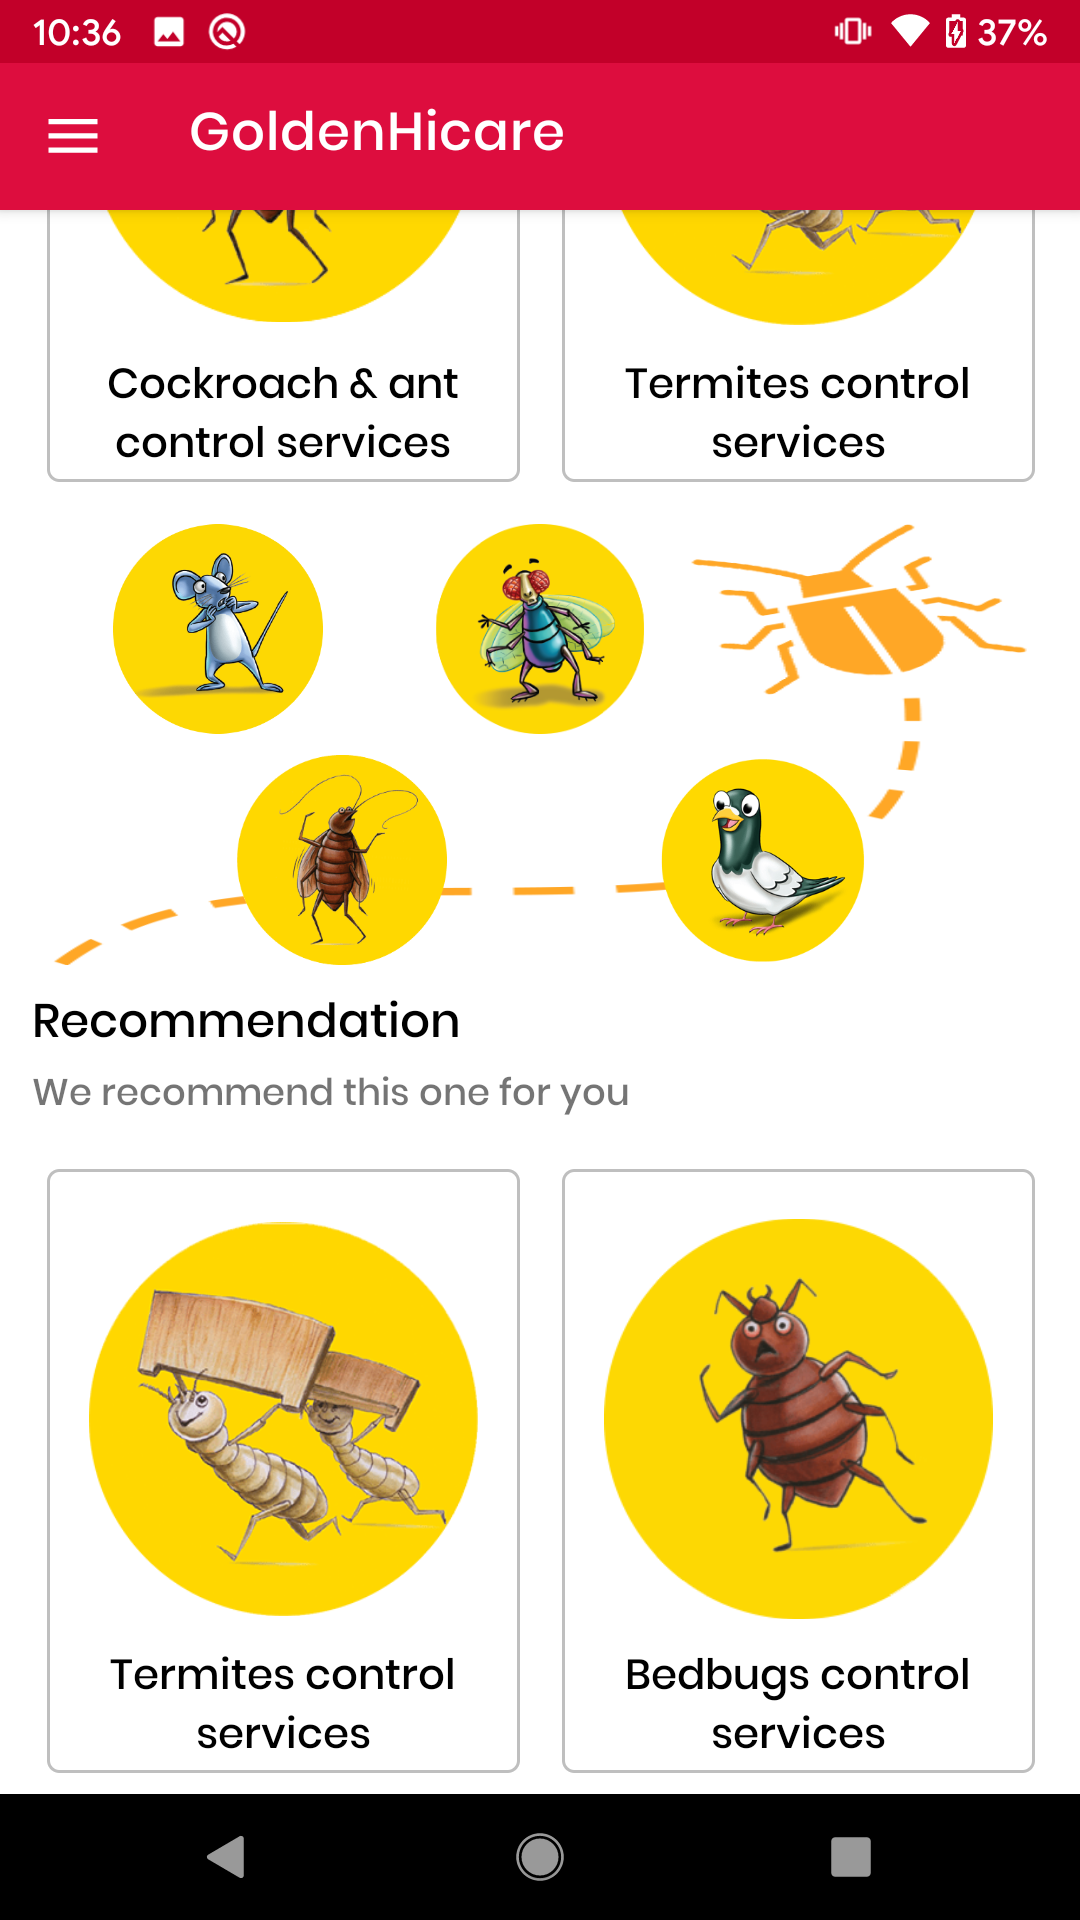 10:36
37%
GoldenHicare
Cockroach & ant
control services
Termites control
services
Recommendation
We recommend this one for you
Termites control
services
Bedbugs control
services